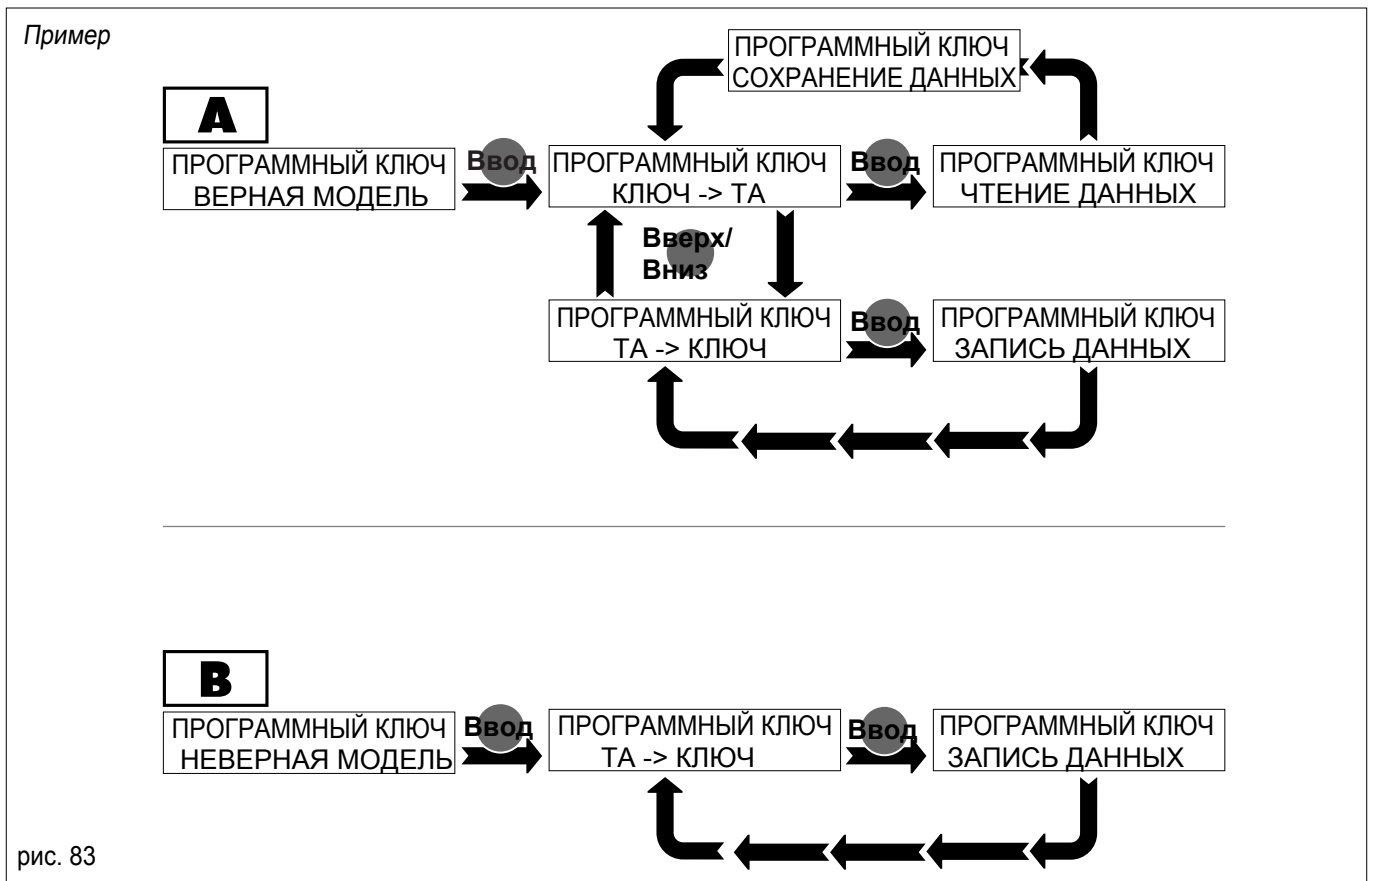 Пример
ПРОГРАММНЫЙ КЛЮЧ
СОХРАНЕНИЕ ДАННЫХ
A
ПРОГРАММНЫЙ КЛЮЧ
ВЕРНАЯ МОДЕЛЬ
Ввод
ПРОГРАММНЫЙ КЛЮЧ
КЛЮЧ -> ТА
Ввод
ПРОГРАММНЫЙ КЛЮЧ
ЧТЕНИЕ ДАННЫХ
Вверх/
Вниз
ПРОГРАММНЫЙ КЛЮЧ
ТА -> КЛЮЧ
Ввод
ПРОГРАММНЫЙ КЛЮЧ
ЗАПИСЬ ДАННЫХ
B
ПРОГРАММНЫЙ КЛЮЧ
НЕВЕРНАЯ МОДЕЛЬ
Ввод
ПРОГРАММНЫЙ КЛЮЧ
ТА -> КЛЮЧ
Ввод
ПРОГРАММНЫЙ КЛЮЧ
ЗАПИСЬ ДАННЫХ
рис. 83